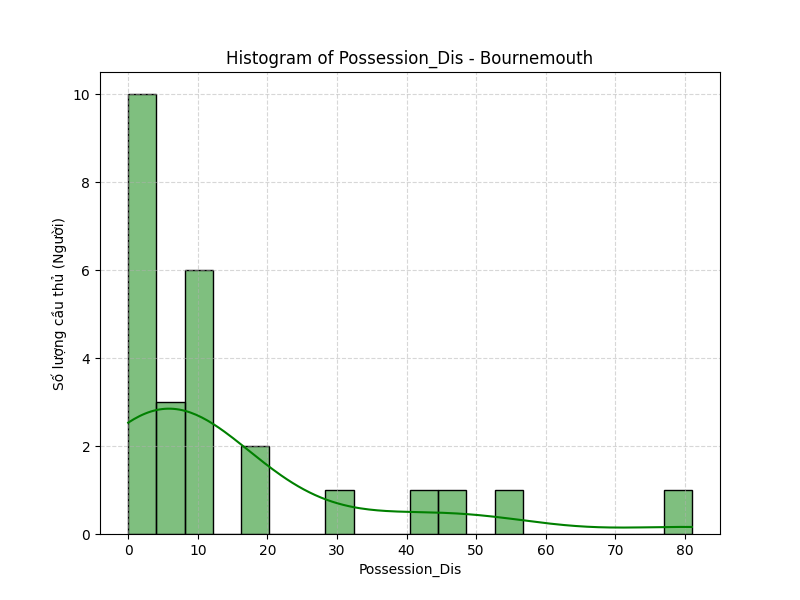 Histogram of Possession_Dis - Bournemouth
Số lượng cầu thủ (Người)
10
8
6
4
2
0
0 10 20 30 40 50 60 70 80
Possession_Dis